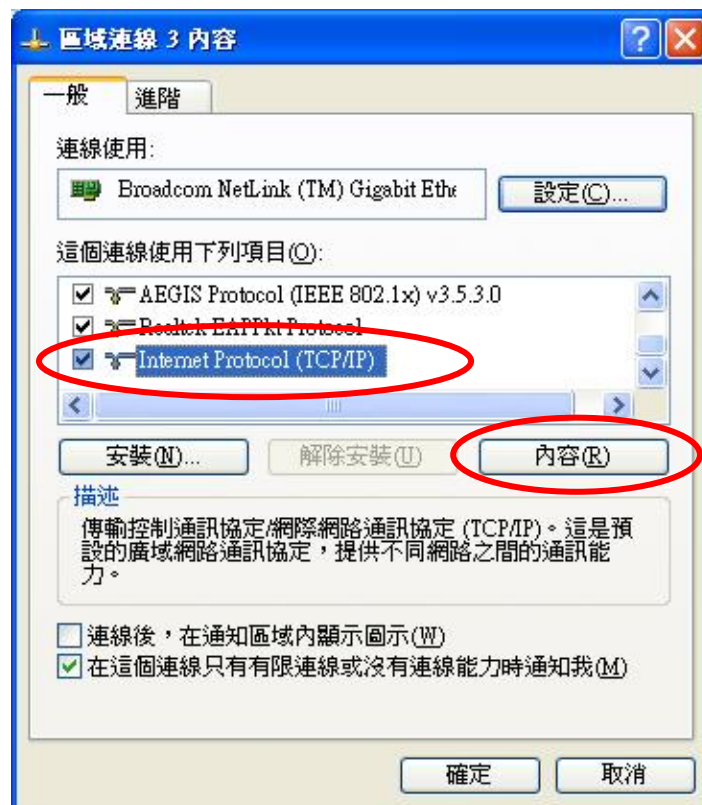 區域連線 3 內容
一般 進階
連線使用:
Broadcom NetLink (TM) Gigabit Ethe 設定(C)...
這個連線使用下列項目(O):
AEGIS Protocol (IEEE 802.1x) v3.5.3.0
Realtek EAPPkt Protocol
Internet Protocol (TCP/IP)
安裝(N)... 解除安裝(U) 內容(R)
描述
傳輸控制通訊協定/網際網路通訊協定 (TCP/IP)。這是預
設的廣域網路通訊協定,提供不同網路之間的通訊能
力。
連線後,在通知區域內顯示圖示(W)
在這個連線只有有限連線或沒有連線能力時通知我(M)
確定 取消